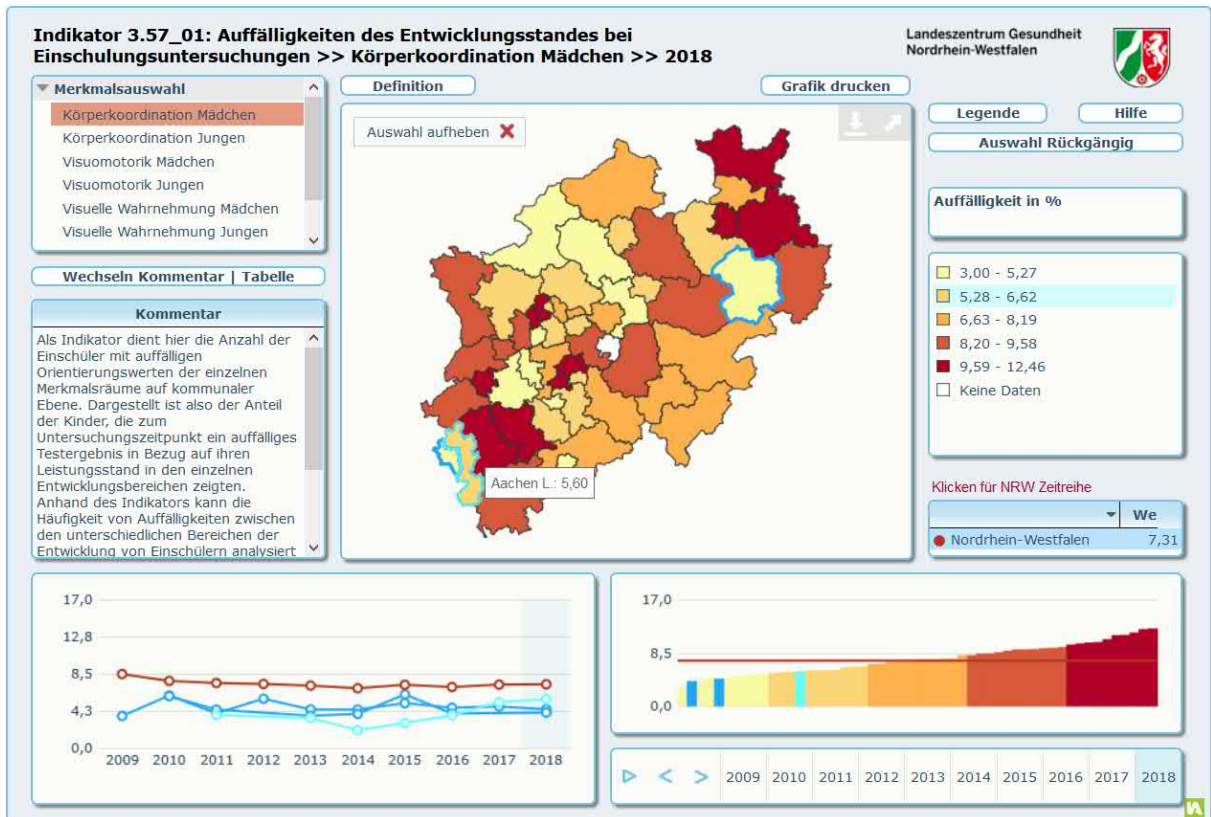 Indikator 3.57_01: Auffälligkeiten des Entwicklungsstandes bei
Einschulungsuntersuchungen >> Körperkoordination Mädchen >> 2018
Landeszentrum Gesundheit
Nordrhein-Westfalen
Merkmalsauswahl
Körperkoordination Mädchen
Körperkoordination Jungen
Visuomotorik Mädchen
Visuomotorik Jungen
Visuelle Wahrnehmung Mädchen
Visuelle Wahrnehmung Jungen
Wechseln Kommentar | Tabelle
Kommentar
Als Indikator dient hier die Anzahl der
Einschüler mit auffälligen
Orientierungswerten der einzelnen
Merkmalsräume auf kommunaler
Ebene. Dargestellt ist also der Anteil
der Kinder, die zum
Untersuchungszeitpunkt ein auffälliges
Testergebnis in Bezug auf ihren
Leistungsstand in den einzelnen
Entwicklungsbereichen zeigten.
Anhand des Indikators kann die
Häufigkeit von Auffälligkeiten zwischen
den unterschiedlichen Bereichen der
Entwicklung von Einschülern analysiert
Definition
Grafik drucken
Auswahl aufheben
Aachen L.: 5,60
Legende
Hilfe
Auswahl Rückgängig
Auffälligkeit in %
3,00 - 5,27
5,28 - 6,62
6,63 - 8,19
8,20 - 9,58
9,59 - 12,46
Keine Daten
Klicken für NRW Zeitreihe
We
Nordrhein-Westfalen 7,31
17,0
12,8
8,5
4,3
0,0
2009 2010 2011 2012 2013 2014 2015 2016 2017 2018
17,0
8,5
0,0
2009 2010 2011 2012 2013 2014 2015 2016 2017 2018